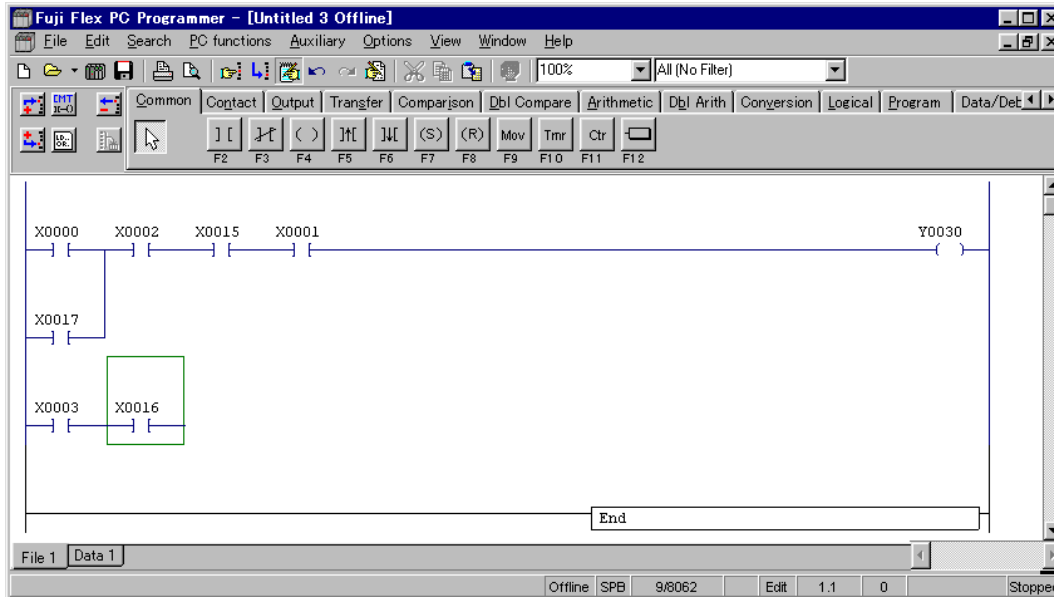 Fuji Flex PC Programmer - [Untitled 3 Offline]
File Edit Search PC functions Auxiliary Options View Window Help
100% All (No Filter)
Common Contact Output Transfer Comparison Dbl Compare Arithmetic Dbl Arith Conversion Logical Program Data/Det
EMT
LD.. OR.. ] [ ( ) (S) (R) Mov Tmr Ctr
F2 F3 F4 F5 F6 F7 F8 F9 F10 F11 F12
X0000 X0002 X0015 X0001 Y0030
X0017
X0003 X0016
End
File 1 Data 1
Offline SPB 9/8062 Edit 1.1 0 Stopped